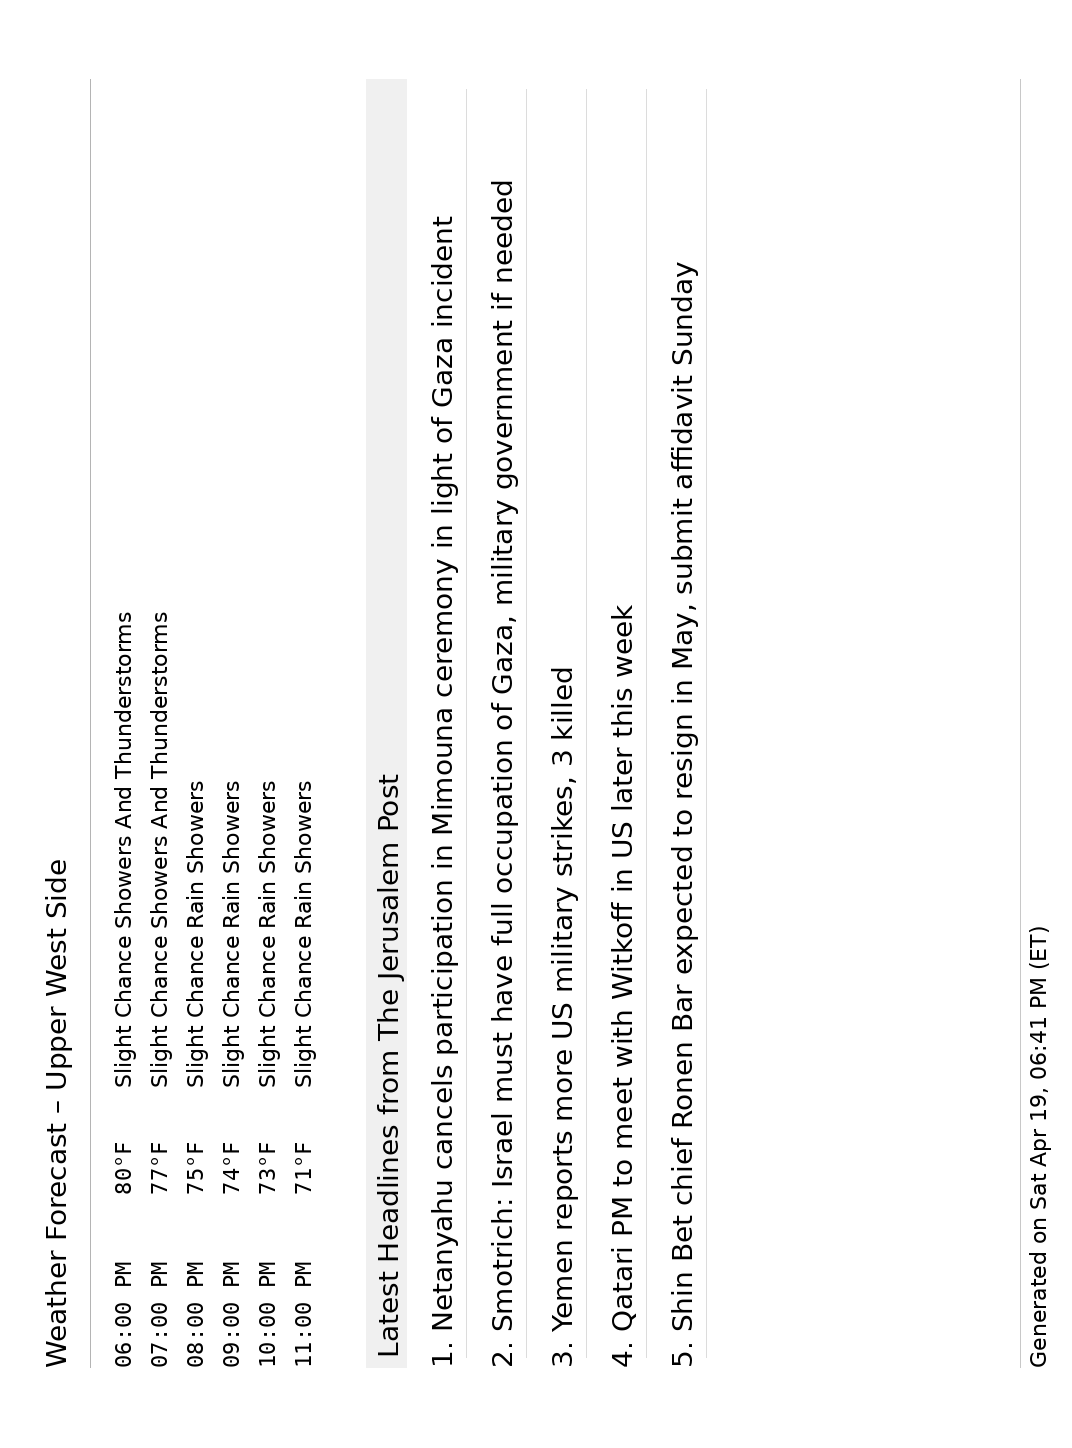 Weather Forecast – Upper West Side
06:00 PM 80°F Slight Chance Showers And Thunderstorms
07:00 PM 77°F Slight Chance Showers And Thunderstorms
08:00 PM 75°F Slight Chance Rain Showers
09:00 PM 74°F Slight Chance Rain Showers
10:00 PM 73°F Slight Chance Rain Showers
11:00 PM 71°F Slight Chance Rain Showers
Latest Headlines from The Jerusalem Post
1. Netanyahu cancels participation in Mimouna ceremony in light of Gaza incident
2. Smotrich: Israel must have full occupation of Gaza, military government if needed
3. Yemen reports more US military strikes, 3 killed
4. Qatari PM to meet with Witkoff in US later this week
5. Shin Bet chief Ronen Bar expected to resign in May, submit affidavit Sunday
Generated on Sat Apr 19, 06:41 PM (ET)